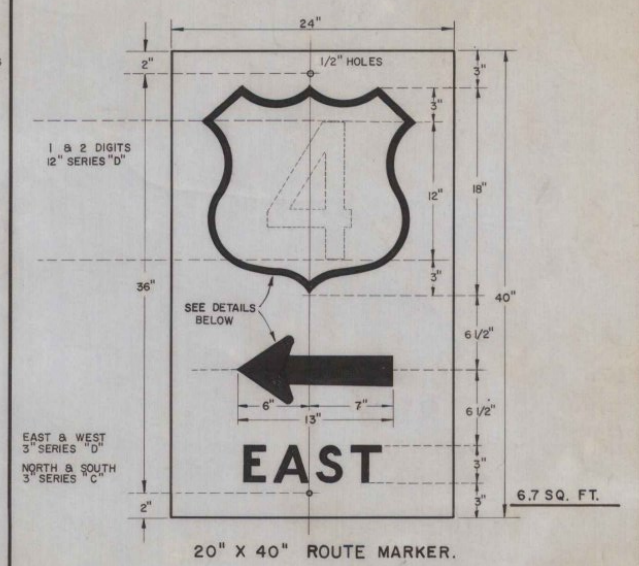 24"
2"
1/2" HOLES
3"
3"
1 & 2 DIGITS
12" SERIES "D"
4
12"
18"
3"
36"
40"
SEE DETAILS
BELOW
6 1/2"
6"
7"
13"
6 1/2"
EAST & WEST
3" SERIES "D"
NORTH & SOUTH
3" SERIES "C"
EAST
3"
3"
2"
6.7 SQ. FT.
20" X 40" ROUTE MARKER.